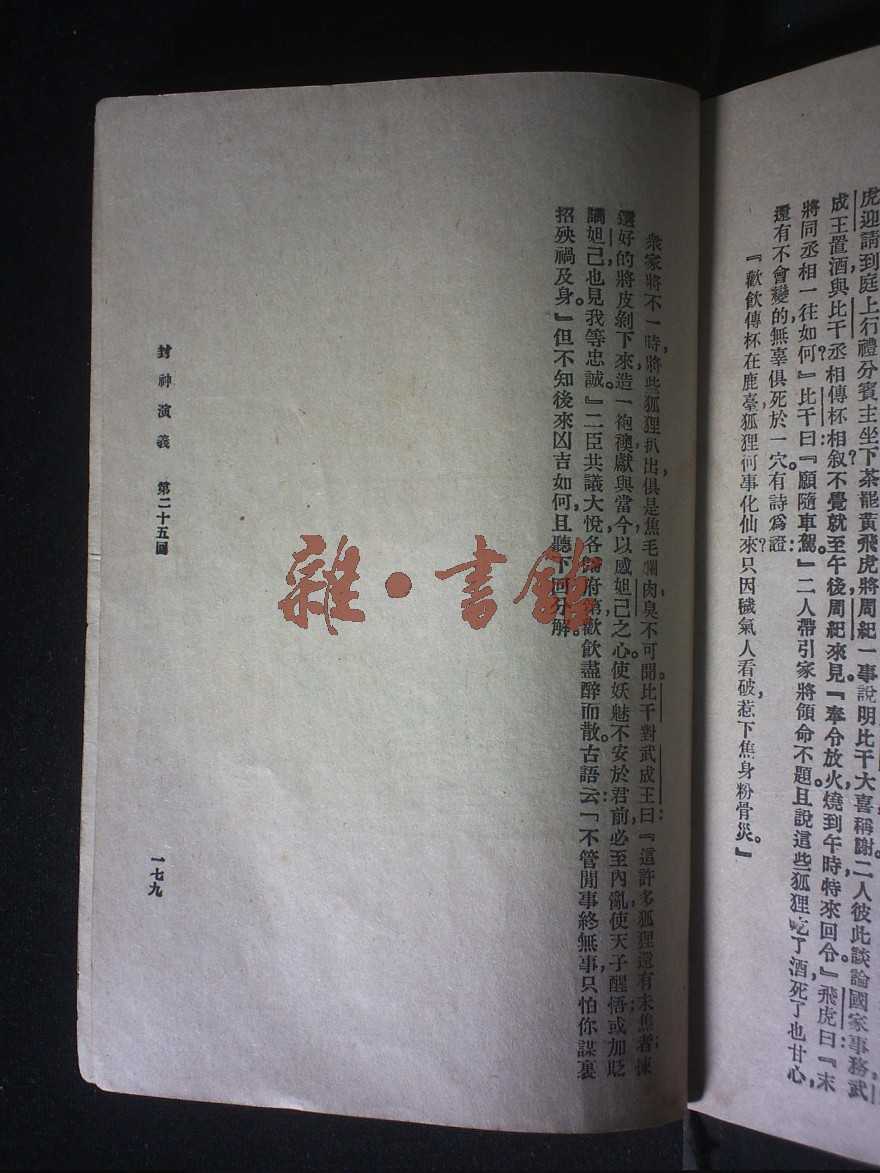 虎迎請到庭上行禮分賓主坐下茶罷黃飛虎將周紀一事說明比干大喜稱謝。二人彼此談論國家事務武
成王置酒與比干丞相傳杯相敘不覺就至午後周紀來見『奉令放火燒到午時特來回令』飛虎曰：『末
將同丞相一往如何？』比干曰：『願隨車駕。』二人帶引家將領命不題。且說這些狐狸吃了酒死了也甘心，
還有不會變的無辜俱死於一穴。有詩為證：
『歡飲傳杯在鹿臺，狐狸何事化仙來？只因穢氣人看破，惹下焦身粉骨災。』
衆家將不一時，將些狐狸扒出，俱是焦毛爛肉，臭不可聞。比干對武成王曰：『這許多狐狸，還有未焦者；揀
選好的將皮剝下來，造一袍襖獻與當今，以感妲己之心，使妖魅不安於君前，必至內亂；使天子醒悟，或加貶
謫妲己，也見我等忠誠。』二臣共議大悅，各歸府第，歡飲盡醉而散。古語云：『不管閒事終無事，只怕你謀裏
招殃禍及身。』但不知後來凶吉如何，且聽下回分解。
封神演義　第二十五回
一七九
雜·書館